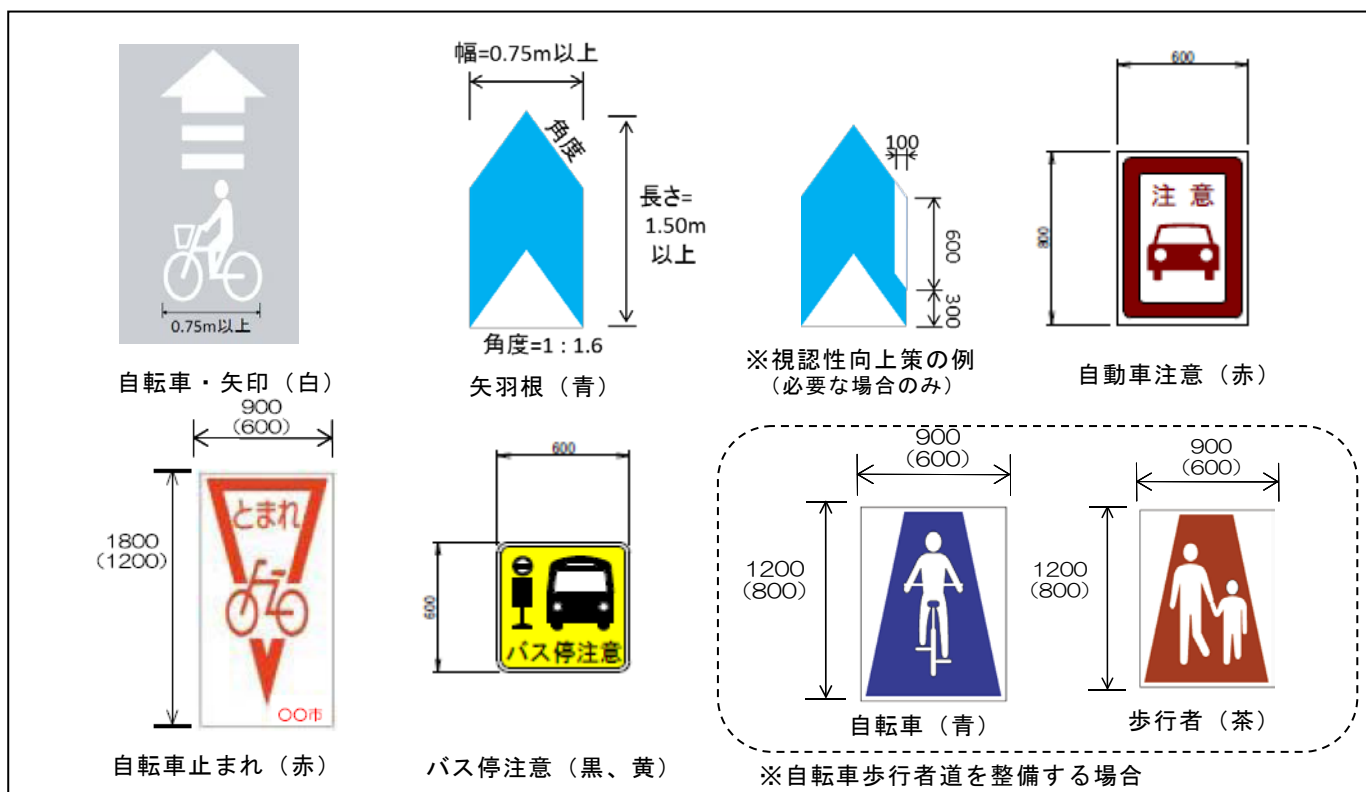 0.75m以上
自転車・矢印（白）
幅=0.75m以上
角度
長さ=
1.50m
以上
角度=1：1.6
矢羽根（青）
100
600
300
※視認性向上策の例
（必要な場合のみ）
600
800
注意
自動車注意（赤）
900
(600)
1800
(1200)
とまれ
〇〇市
自転車止まれ（赤）
600
600
バス停注意
バス停注意（黒、黄）
900
(600)
1200
(800)
自転車（青）
900
(600)
1200
(800)
歩行者（茶）
※自転車歩行者道を整備する場合